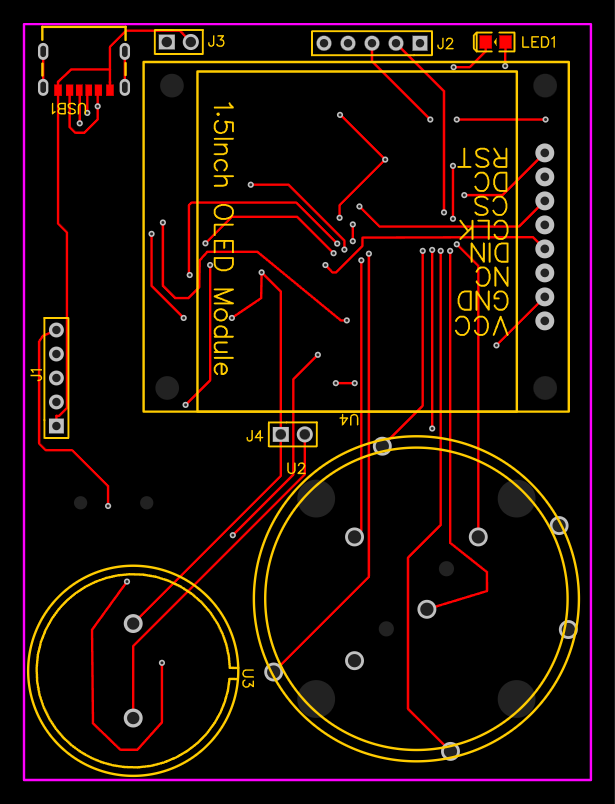 J3
J2
LED1
USB1
1.5Inch OLED Module
RST
DC
CS
CLK
DIN
NC
GND
VCC
J1
U4
J4
U2
U3